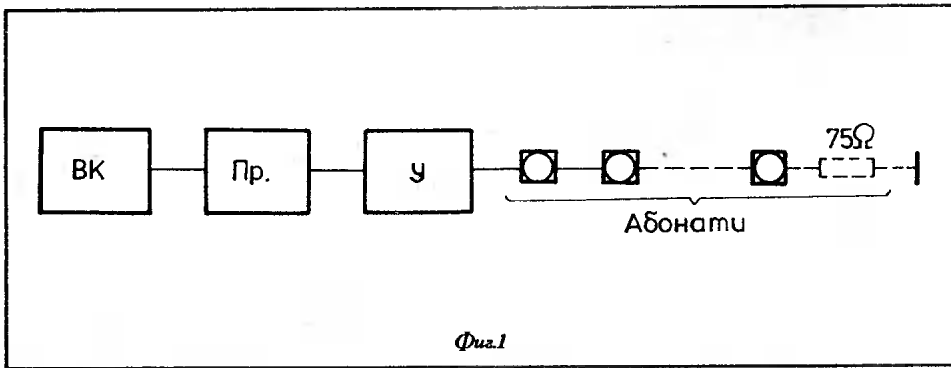 75Ω
ВК
Пр.
У
Абонати
Фиг.1